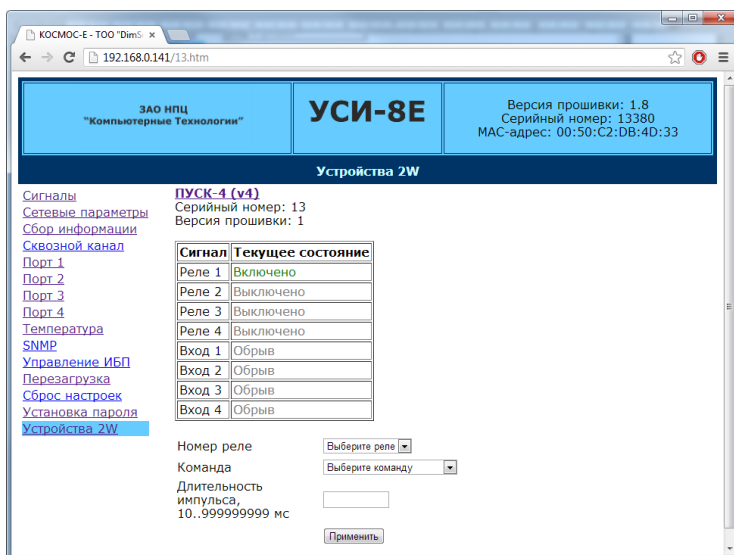 КОСМОС-Е - ТОО "DimS
192.168.0.141/13.htm
ЗАО НПЦ
"Компьютерные Технологии"
УСИ-8Е
Версия прошивки: 1.8
Серийный номер: 13380
MAC-адрес: 00:50:C2:DB:4D:33
Устройства 2W
Сигналы
Сетевые параметры
Сбор информации
Сквозной канал
Порт 1
Порт 2
Порт 3
Порт 4
Температура
SNMP
Управление ИБП
Перезагрузка
Сброс настроек
Установка пароля
Устройства 2W
ПУСК-4 (v4)
Серийный номер: 13
Версия прошивки: 1
Сигнал Текущее состояние
Реле 1 Включено
Реле 2 Выключено
Реле 3 Выключено
Реле 4 Выключено
Вход 1 Обрыв
Вход 2 Обрыв
Вход 3 Обрыв
Вход 4 Обрыв
Номер реле Выберите реле
Команда Выберите команду
Длительность
импульса,
10..999999999 мс
Применить